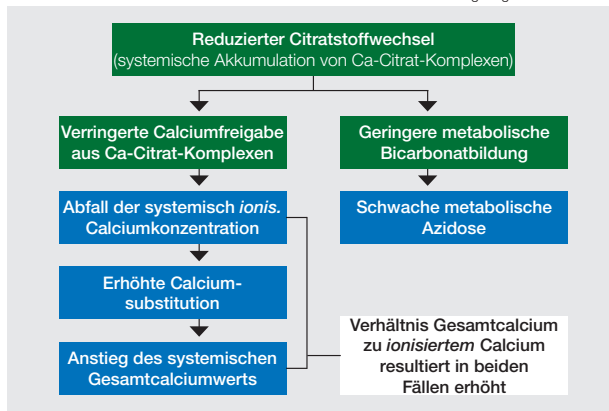 Reduzierter Citratstoffwechsel
(systemische Akkumulation von Ca-Citrat-Komplexen)
Verringerte Calciumfreigabe
aus Ca-Citrat-Komplexen
Geringere metabolische
Bicarbonatbildung
Abfall der systemisch ionis.
Calciumkonzentration
Schwache metabolische
Azidose
Erhöhte Calcium-
substitution
Anstieg des systemischen
Gesamtcalciumwerts
Verhältnis Gesamtcalcium
zu ionisiertem Calcium
resultiert in beiden
Fällen erhöht